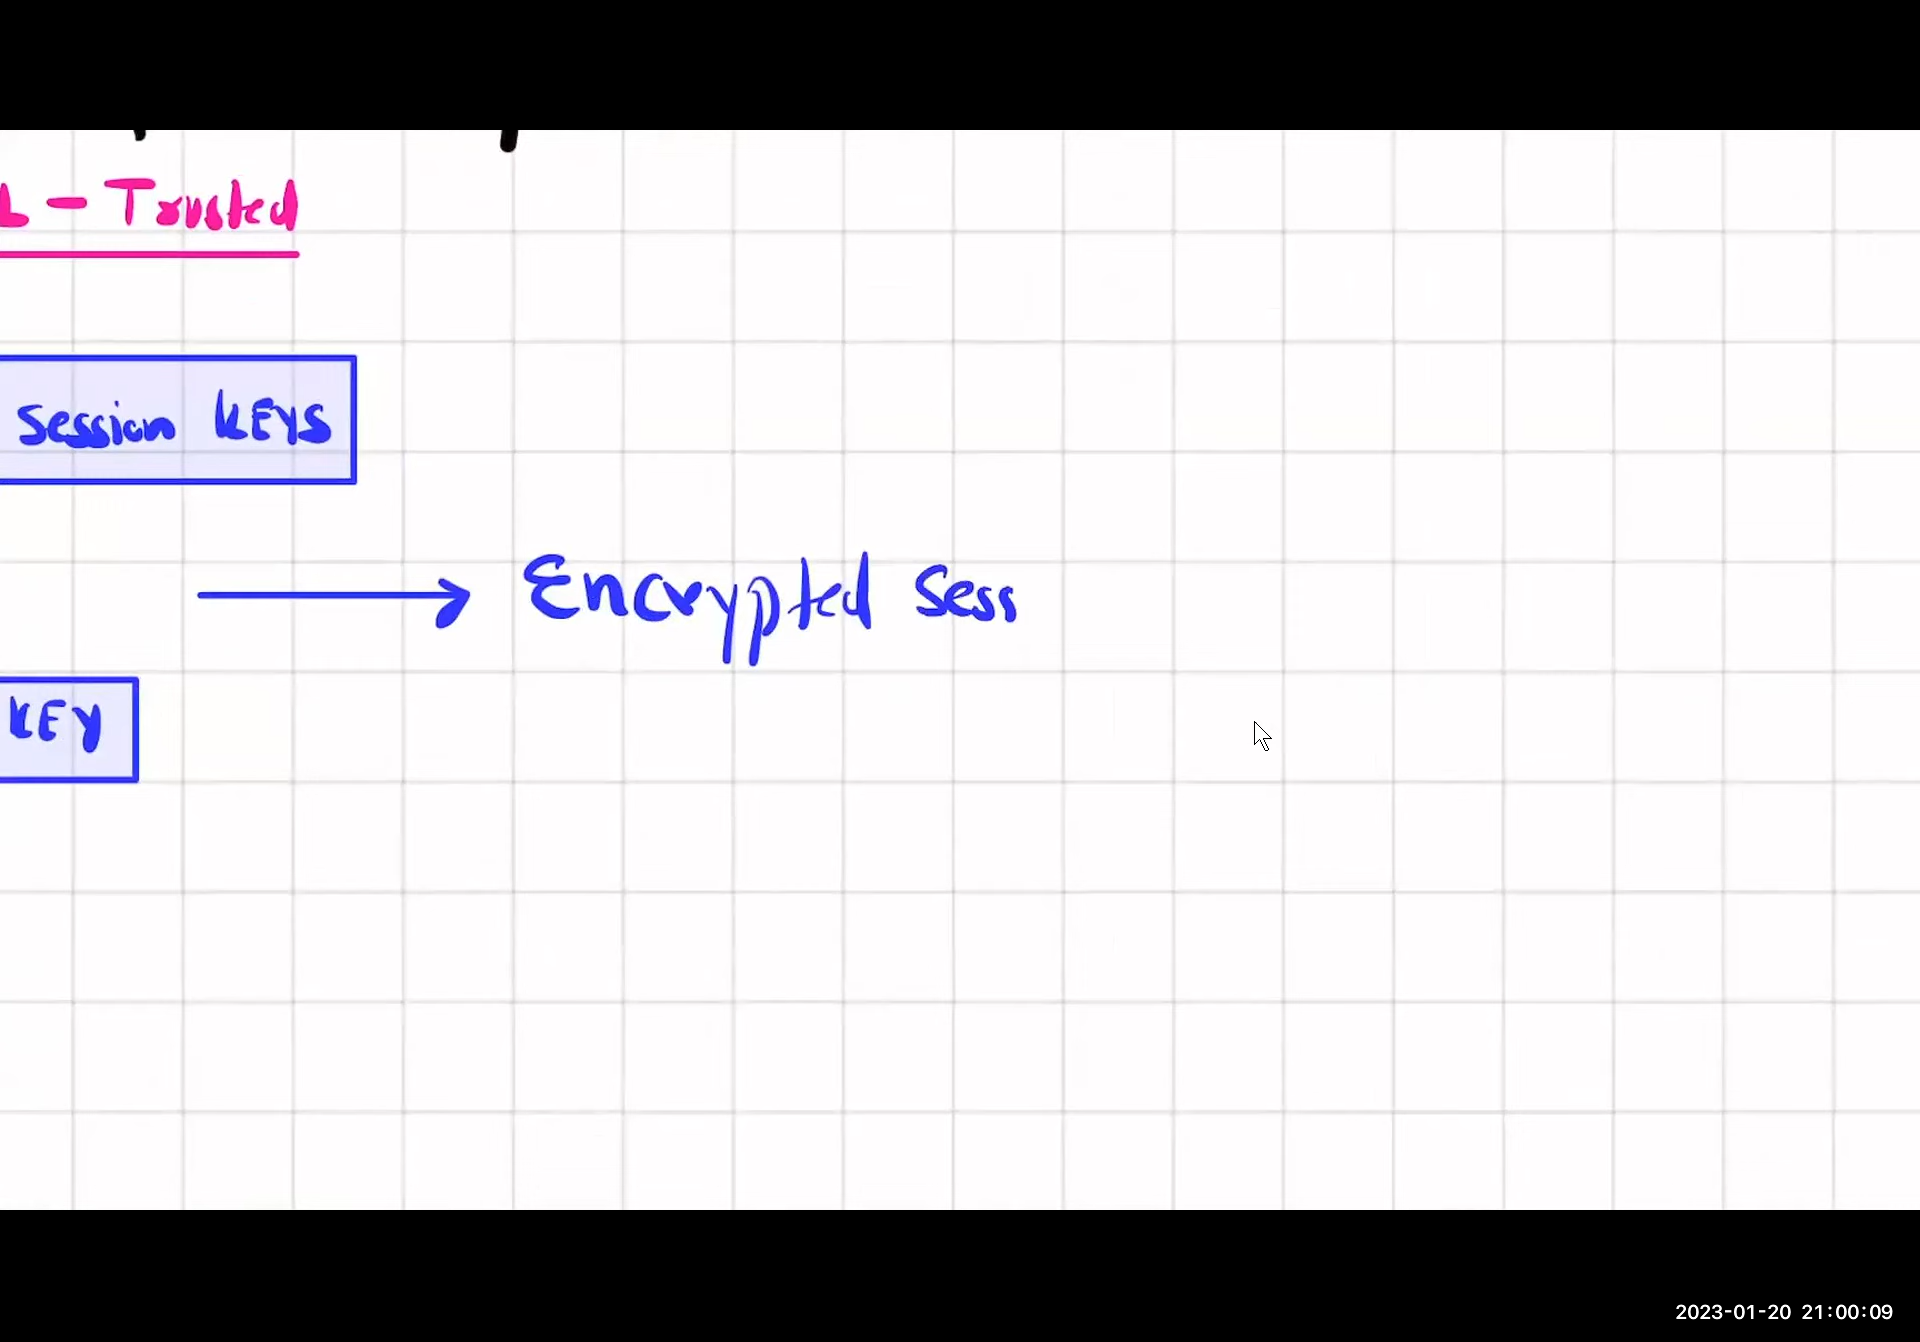 L - Trusted
Session KEYS
→ Encrypted Sess
KEY
2023-01-20 21:00:09